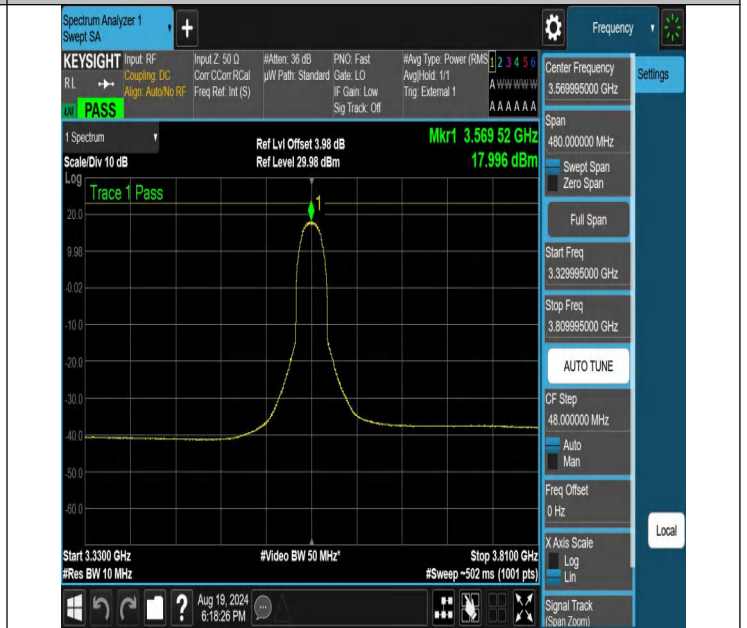 Spectrum Analyzer 1
Swept SA
+
Frequency
KEYSIGHT
RL
PASS
Input: RF
Coupling: DC
Align: Auto/No RF
Input Z: 50 Ω
Corr CCorr RCal
Freq Ref: Int (S)
#Atten: 36 dB
µW Path: Standard
PNO: Fast
Gate: LO
IF Gain: Low
Sig Track: Off
#Avg Type: Power (RMS
Avg|Hold: 1/1
Trig: External 1
1 2 3 4 5 6
A W W W W W
A A A A A A
1 Spectrum
Scale/Div 10 dB
Ref Lvl Offset 3.98 dB
Ref Level 29.98 dBm
Mkr1 3.569 52 GHz
17.996 dBm
Log
Trace 1 Pass
1
20.0
9.98
-0.02
-10.0
-20.0
-30.0
-40.0
-50.0
-60.0
Start 3.3300 GHz
#Res BW 10 MHz
#Video BW 50 MHz*
Stop 3.8100 GHz
#Sweep ~502 ms (1001 pts)
Aug 19, 2024
6:18:26 PM
?
Center Frequency
3.569995000 GHz
Settings
Span
480.000000 MHz
Swept Span
Zero Span
Full Span
Start Freq
3.329995000 GHz
Stop Freq
3.809995000 GHz
AUTO TUNE
CF Step
48.000000 MHz
Auto
Man
Freq Offset
0 Hz
X Axis Scale
Log
Lin
Local
Signal Track
(Span Zoom)